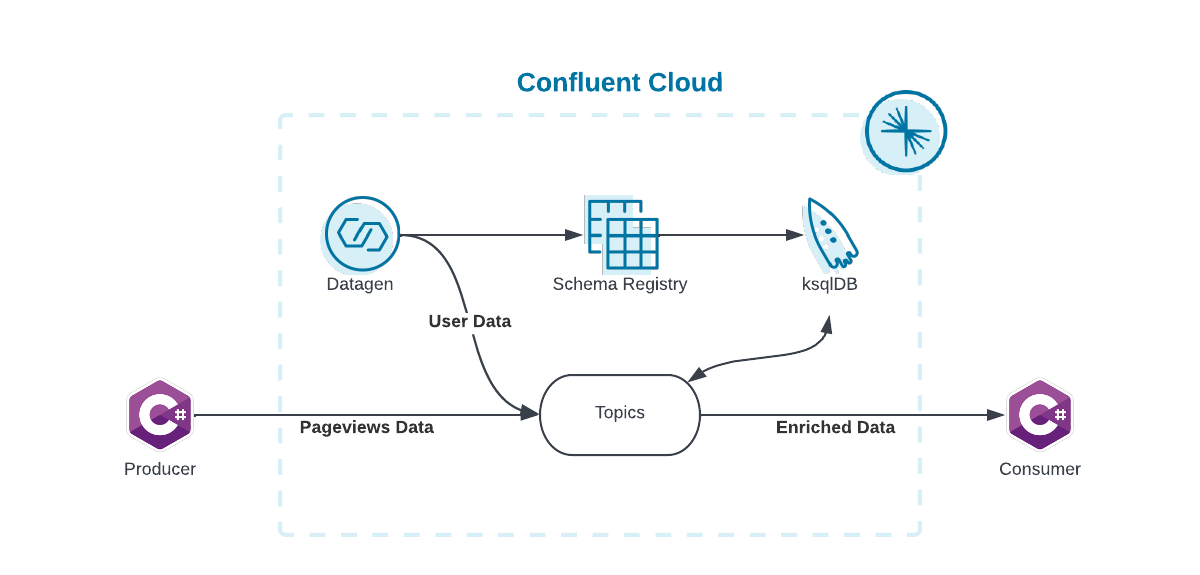 Confluent Cloud
Datagen
Schema Registry
ksqlDB
User Data
Topics
Pageviews Data
Enriched Data
C#
Producer
C#
Consumer